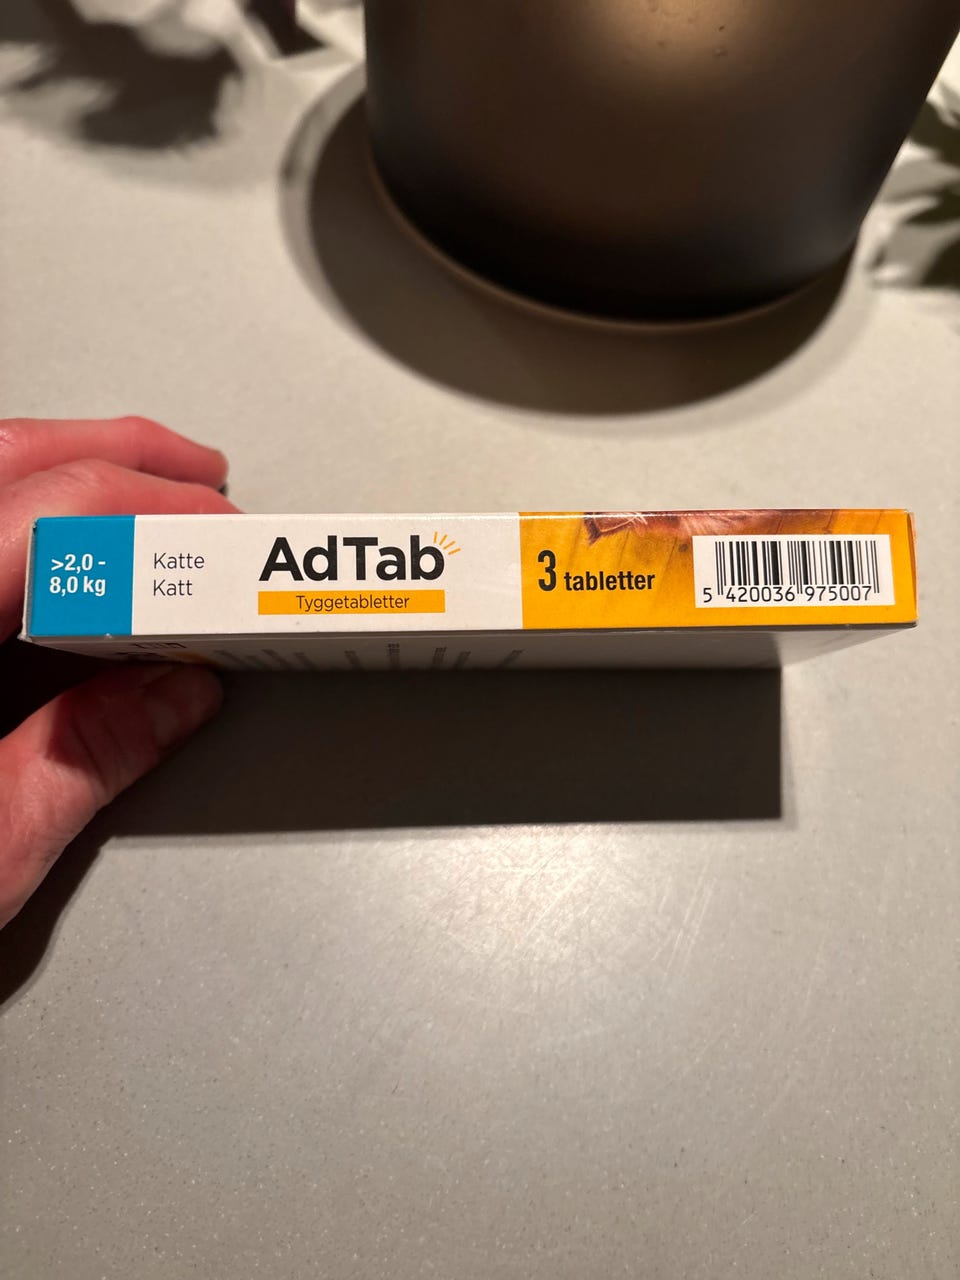 >2,0 -
8,0 kg
Katte
Katt
AdTab
Tyggetabletter
3 tabletter
5 420036 975007